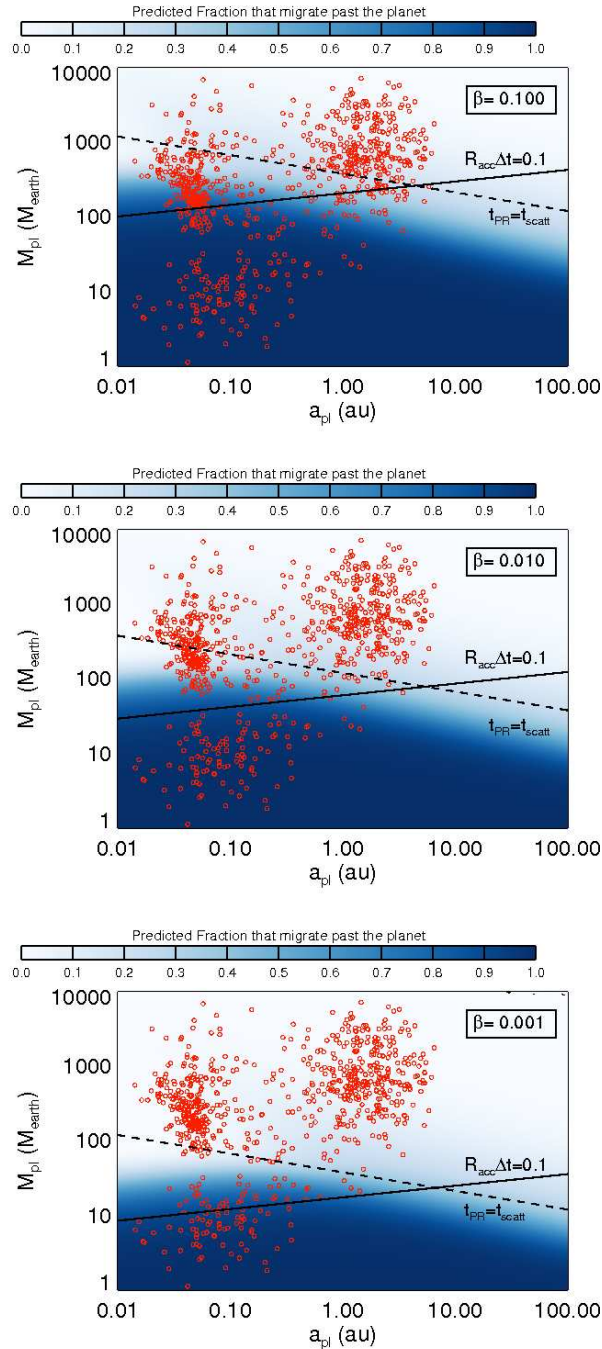 Predicted Fraction that migrate past the planet
0.0 0.1 0.2 0.3 0.4 0.5 0.6 0.7 0.8 0.9 1.0
10000
β= 0.100
1000
R_accΔt=0.1
M_pl (M_earth)
100
t_PR=t_scatt
10
1
0.01 0.10 1.00 10.00 100.00
a_pl (au)
Predicted Fraction that migrate past the planet
0.0 0.1 0.2 0.3 0.4 0.5 0.6 0.7 0.8 0.9 1.0
10000
β= 0.010
1000
R_accΔt=0.1
M_pl (M_earth)
100
t_PR=t_scatt
10
1
0.01 0.10 1.00 10.00 100.00
a_pl (au)
Predicted Fraction that migrate past the planet
0.0 0.1 0.2 0.3 0.4 0.5 0.6 0.7 0.8 0.9 1.0
10000
β= 0.001
1000
M_pl (M_earth)
100
R_accΔt=0.1
10
t_PR=t_scatt
1
0.01 0.10 1.00 10.00 100.00
a_pl (au)